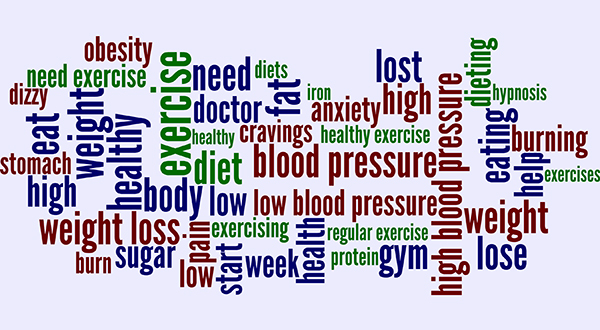 obesity
need exercise
dizzy
eat
weight
stomach
high
healthy
exercise
need
diets
doctor
fat
iron
healthy
cravings
anxiety
healthy exercise
lost
high
dieting
hypnosis
diet
blood pressure
high blood pressure
eating
burning
help
exercises
body
low
low blood pressure
weight
weight loss
pain
exercising
health
regular exercise
burn
sugar
low
start
week
protein
gym
lose